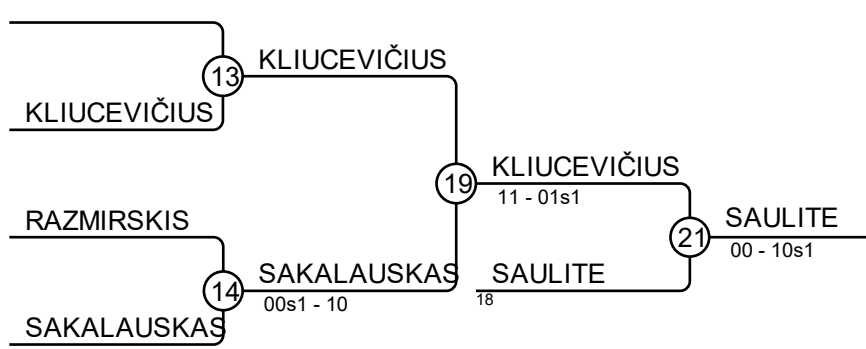 13
KLIUCEVIČIUS
KLIUCEVIČIUS
19
KLIUCEVIČIUS
11 - 01s1
RAZMIRSKIS
21
SAULITE
00 - 10s1
14
SAKALAUSKAS
00s1 - 10
SAULITE
18
SAKALAUSKAS